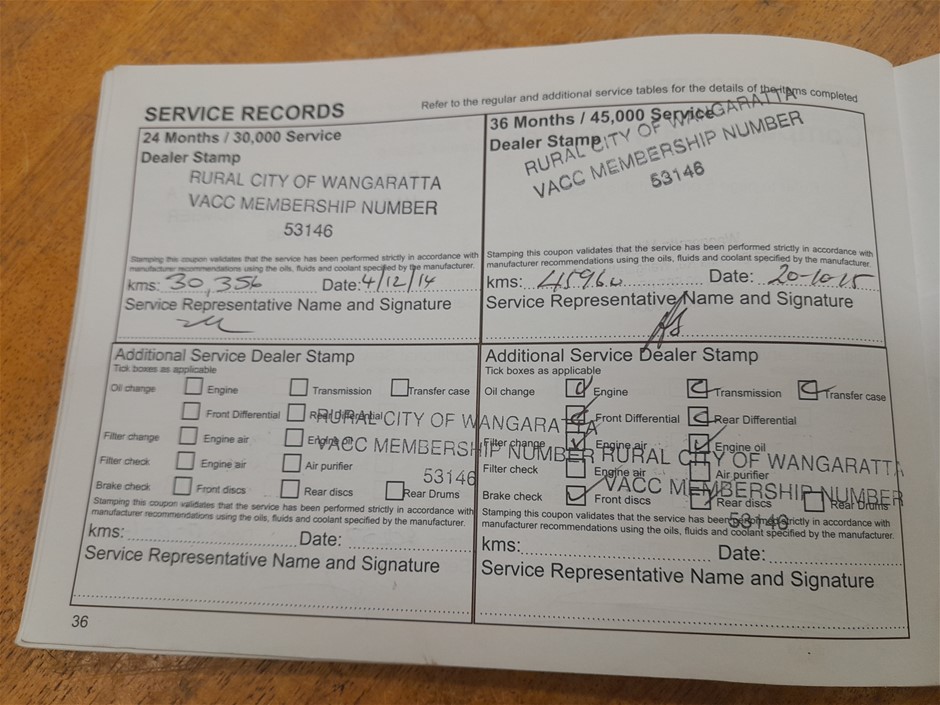 SERVICE RECORDS
Refer to the regular and additional service tables for the details of the items completed
24 Months / 30,000 Service
Dealer Stamp
RURAL CITY OF WANGARATTA
VACC MEMBERSHIP NUMBER
53146
Stamping this coupon validates that the service has been performed strictly in accordance with
manufacturer recommendations using the oils, fluids and coolant specified by the manufacturer.
kms: 30,356 Date: 4/12/14
Service Representative Name and Signature
36 Months / 45,000 Service
Dealer Stamp
RURAL CITY OF WANGARATTA
VACC MEMBERSHIP NUMBER
53146
Stamping this coupon validates that the service has been performed strictly in accordance with
manufacturer recommendations using the oils, fluids and coolant specified by the manufacturer.
kms: Date: 20-10-15
Service Representative Name and Signature
Additional Service Dealer Stamp
Tick boxes as applicable
Oil change Engine Transmission Transfer case
Front Differential Rear Differential
Filter change Engine air Engine oil
Filter check Engine air Air purifier
Brake check Front discs Rear discs Rear Drums
RURAL CITY OF WANGARATTA
VACC MEMBERSHIP NUMBER
53146
Stamping this coupon validates that the service has been performed strictly in accordance with
manufacturer recommendations using the oils, fluids and coolant specified by the manufacturer.
kms: Date:
Service Representative Name and Signature
Additional Service Dealer Stamp
Tick boxes as applicable
Oil change Engine Transmission Transfer case
Front Differential Rear Differential
Filter change Engine air Engine oil
Filter check Engine air Air purifier
Brake check Front discs Rear discs Rear Drums
RURAL CITY OF WANGARATTA
VACC MEMBERSHIP NUMBER
53146
Stamping this coupon validates that the service has been performed strictly in accordance with
manufacturer recommendations using the oils, fluids and coolant specified by the manufacturer.
kms: Date:
Service Representative Name and Signature
36